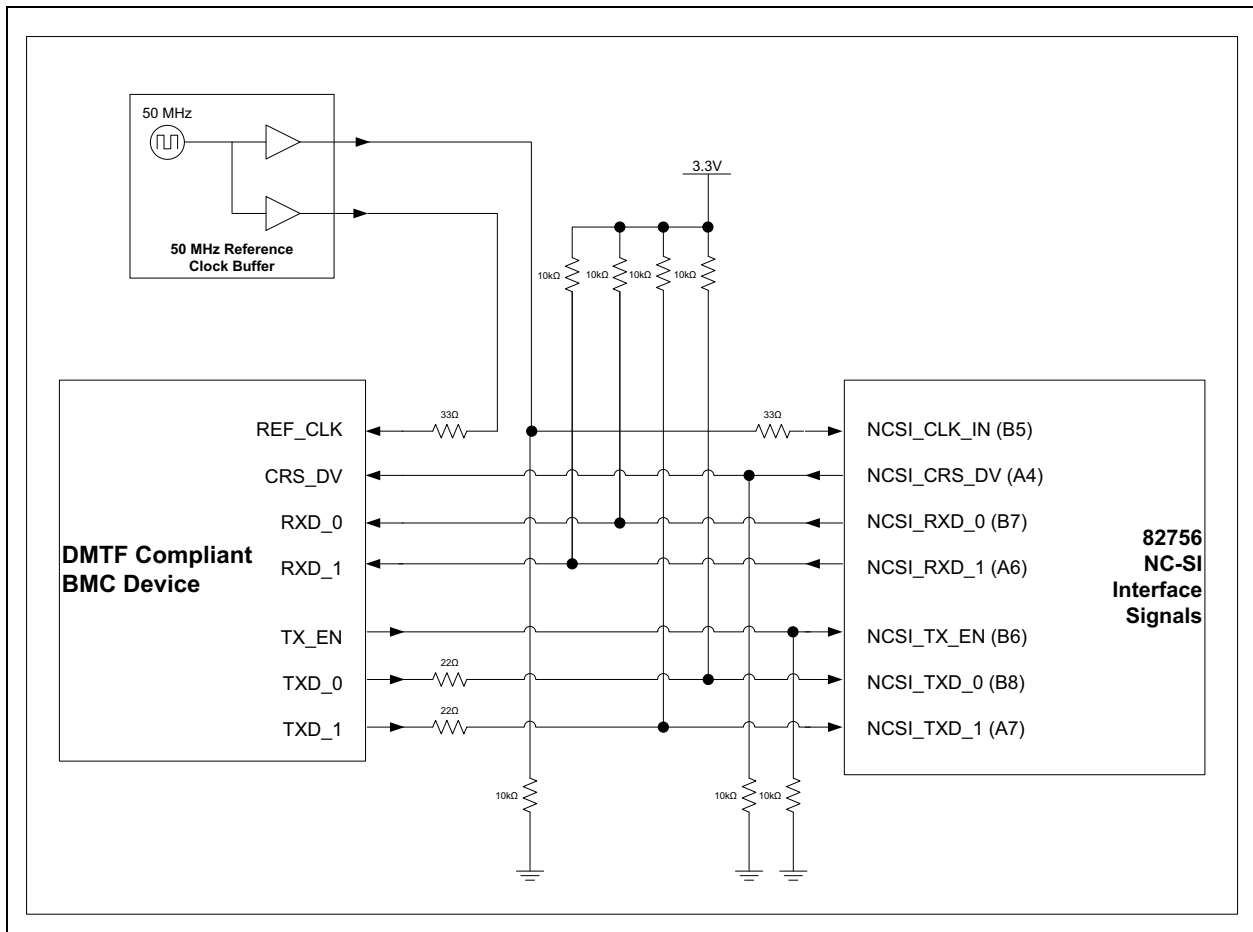 50 MHz
50 MHz Reference
Clock Buffer
3.3V
10kΩ
10kΩ
10kΩ
10kΩ
DMTF Compliant
BMC Device
REF_CLK
CRS_DV
RXD_0
RXD_1
TX_EN
TXD_0
TXD_1
33Ω
33Ω
22Ω
22Ω
NCSI_CLK_IN (B5)
NCSI_CRS_DV (A4)
NCSI_RXD_0 (B7)
NCSI_RXD_1 (A6)
NCSI_TX_EN (B6)
NCSI_TXD_0 (B8)
NCSI_TXD_1 (A7)
82756
NC-SI
Interface
Signals
10kΩ
10kΩ
10kΩ